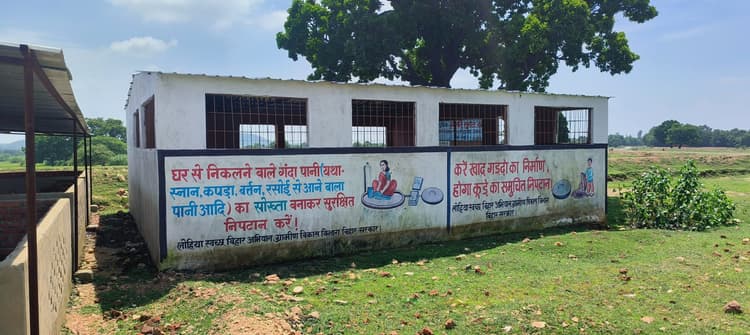 घर से निकलने वाले गंदा पानी (यथा-
स्नान, कपड़ा, बर्तन, रसोई से आने बाला
पानी आदि) का सोख्ता बनाकर सुरक्षित
निपटान करें।
लोहिया स्वच्छ बिहार अभियान ग्रामीण विकास विभाग बिहार सरकार।
करें खाद गड्ढा का निर्माण,
होगा कूड़े का समुचित निपटान
लोहिया स्वच्छ बिहार अभियान ग्रामीण विकास विभाग
बिहार सरकार